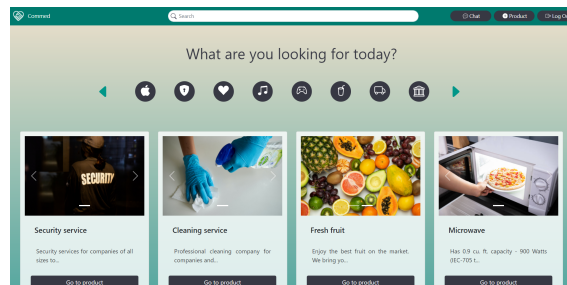 Commed
Search
Chat
Product
Log O
What are you looking for today?
SECURITY
Security service
Security services for companies of all
sizes to...
Go to product
Cleaning service
Professional cleaning company for
companies and...
Go to product
Fresh fruit
Enjoy the best fruit on the market.
We bring yo...
Go to product
Microwave
Has 0.9 cu. ft. capacity - 900 Watts
(IEC-705 t...
Go to product